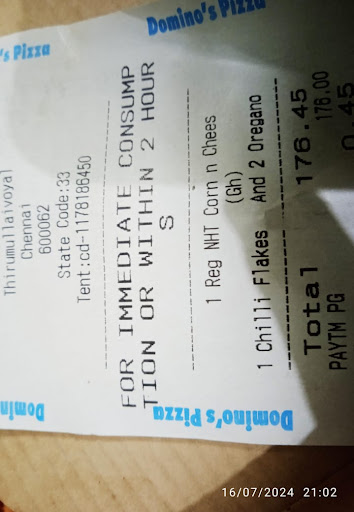 Domino's Pizza
Thirumullaivoyal
Chennai
600062
State Code:33
Tent:cd-1178186450
FOR IMMEDIATE CONSUMP
TION OR WITHIN 2 HOUR
S
1 Reg NHT Corn n Chees
(Gh)
1 Chilli Flakes And 2 Oregano
Total 176.45
PAYTM PG 176.00
0.45
Domino's Pizza
16/07/2024 21:02